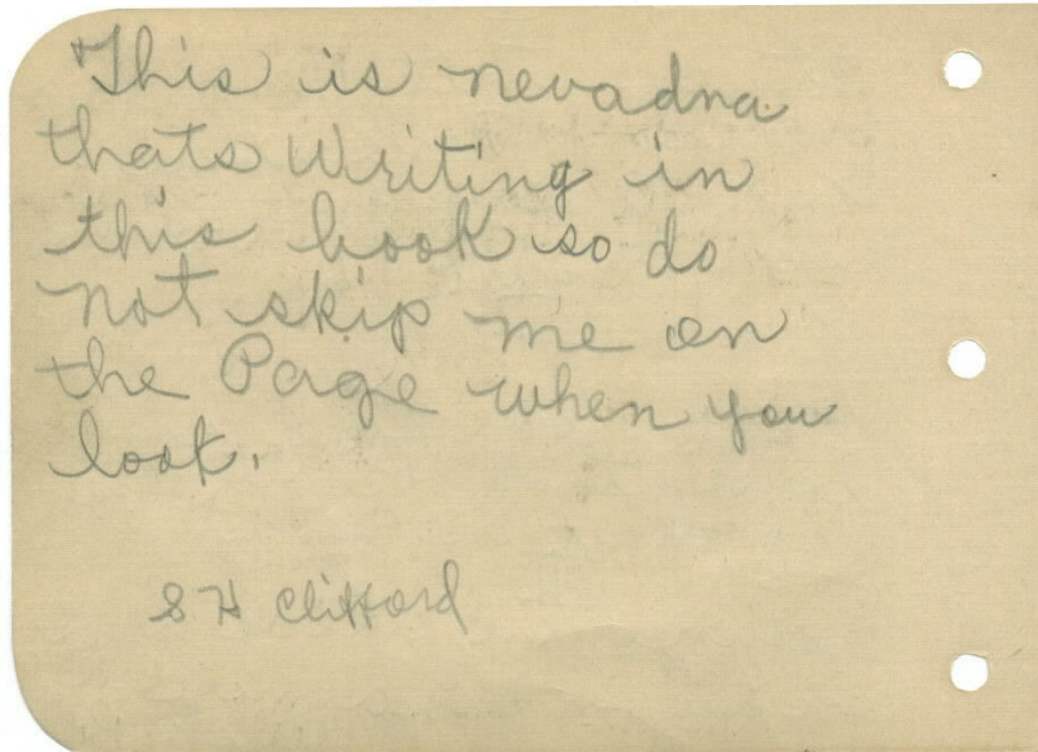 This is nevadna
thats Writing in
this book so do
not skip me on
the Page when you
look.
S H Clifford